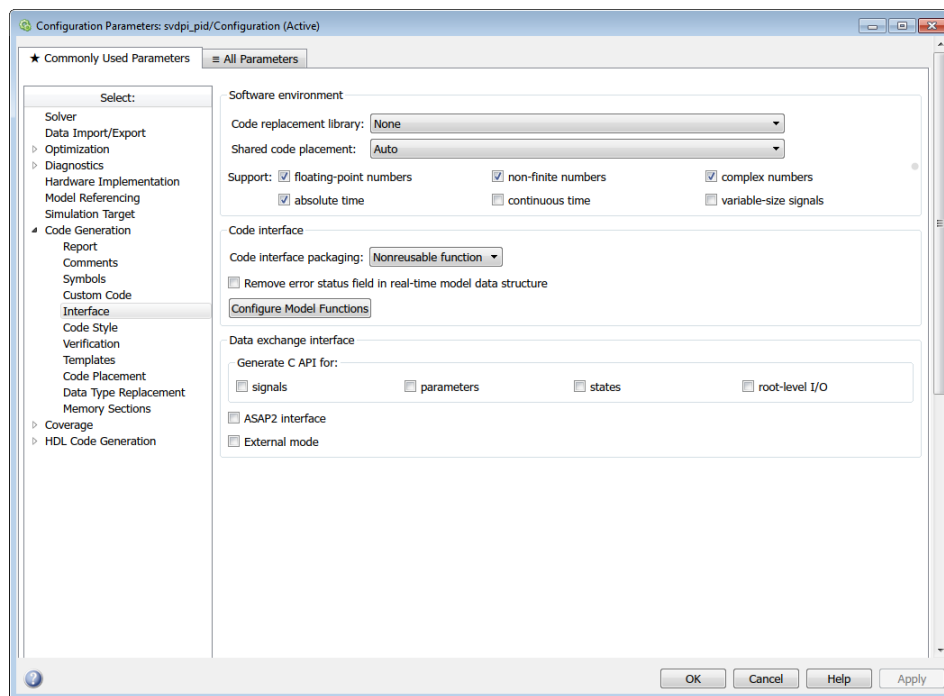 Configuration Parameters: svdpi_pid/Configuration (Active)
★ Commonly Used Parameters
≡ All Parameters
Select:
Solver
Data Import/Export
Optimization
Diagnostics
Hardware Implementation
Model Referencing
Simulation Target
Code Generation
Report
Comments
Symbols
Custom Code
Interface
Code Style
Verification
Templates
Code Placement
Data Type Replacement
Memory Sections
Coverage
HDL Code Generation
Software environment
Code replacement library: None
Shared code placement: Auto
Support: floating-point numbers non-finite numbers complex numbers
absolute time continuous time variable-size signals
Code interface
Code interface packaging: Nonreusable function
Remove error status field in real-time model data structure
Configure Model Functions
Data exchange interface
Generate C API for:
signals parameters states root-level I/O
ASAP2 interface
External mode
OK Cancel Help Apply